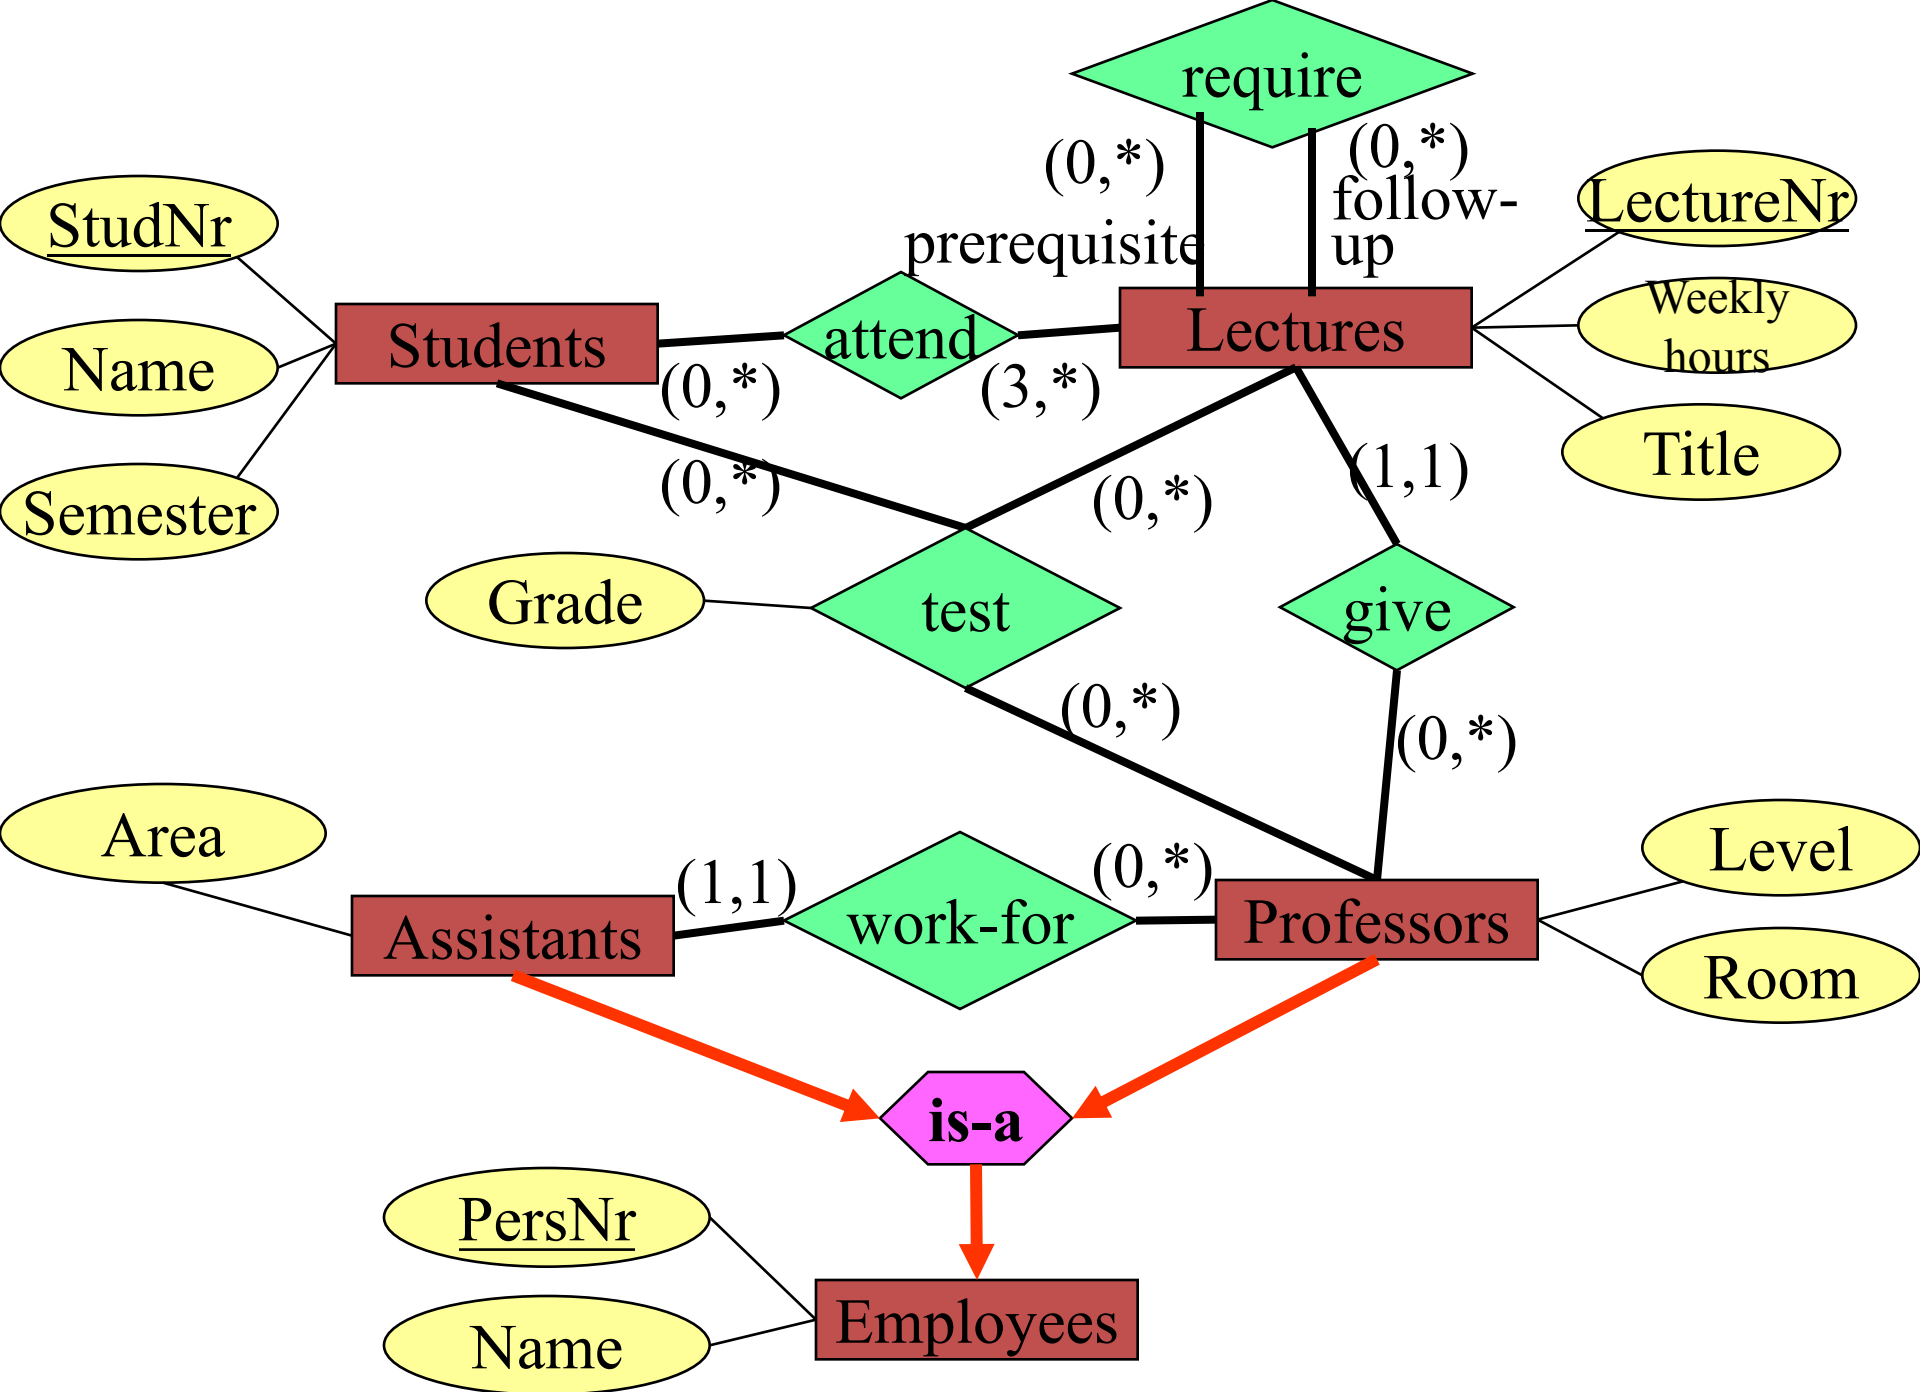 require
(0,*)
(0,*)
follow-
up
prerequisite
StudNr
LectureNr
Name
Students
attend
Lectures
Weekly
hours
(0,*)
(3,*)
Semester
(0,*)
(0,*)
(1,1)
Title
Grade
test
give
(0,*)
(0,*)
Area
(1,1)
(0,*)
Level
Assistants
work-for
Professors
Room
is-a
PersNr
Name
Employees